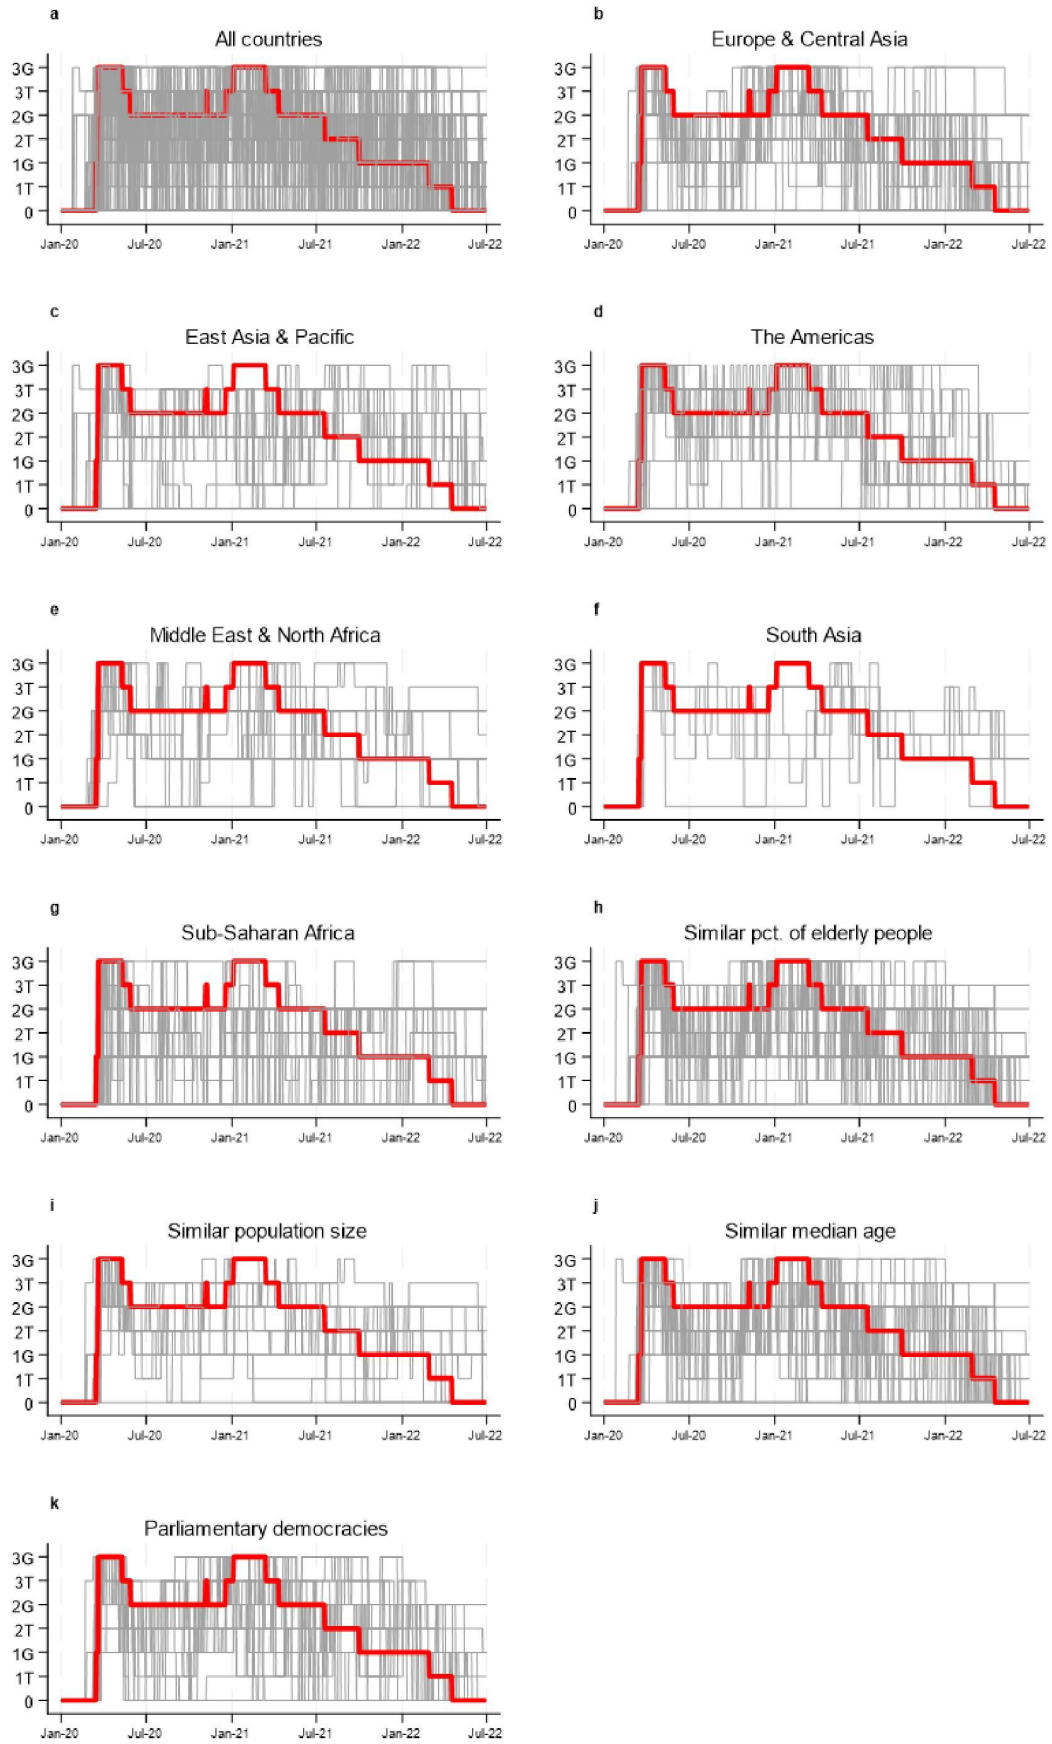 a
All countries
3G
3T
2G
2T
1G
1T
0
Jan-20 Jul-20 Jan-21 Jul-21 Jan-22 Jul-22
b
Europe & Central Asia
3G
3T
2G
2T
1G
1T
0
Jan-20 Jul-20 Jan-21 Jul-21 Jan-22 Jul-22
c
East Asia & Pacific
3G
3T
2G
2T
1G
1T
0
Jan-20 Jul-20 Jan-21 Jul-21 Jan-22 Jul-22
d
The Americas
3G
3T
2G
2T
1G
1T
0
Jan-20 Jul-20 Jan-21 Jul-21 Jan-22 Jul-22
e
Middle East & North Africa
3G
3T
2G
2T
1G
1T
0
Jan-20 Jul-20 Jan-21 Jul-21 Jan-22 Jul-22
f
South Asia
3G
3T
2G
2T
1G
1T
0
Jan-20 Jul-20 Jan-21 Jul-21 Jan-22 Jul-22
g
Sub-Saharan Africa
3G
3T
2G
2T
1G
1T
0
Jan-20 Jul-20 Jan-21 Jul-21 Jan-22 Jul-22
h
Similar pct. of elderly people
3G
3T
2G
2T
1G
1T
0
Jan-20 Jul-20 Jan-21 Jul-21 Jan-22 Jul-22
i
Similar population size
3G
3T
2G
2T
1G
1T
0
Jan-20 Jul-20 Jan-21 Jul-21 Jan-22 Jul-22
j
Similar median age
3G
3T
2G
2T
1G
1T
0
Jan-20 Jul-20 Jan-21 Jul-21 Jan-22 Jul-22
k
Parliamentary democracies
3G
3T
2G
2T
1G
1T
0
Jan-20 Jul-20 Jan-21 Jul-21 Jan-22 Jul-22